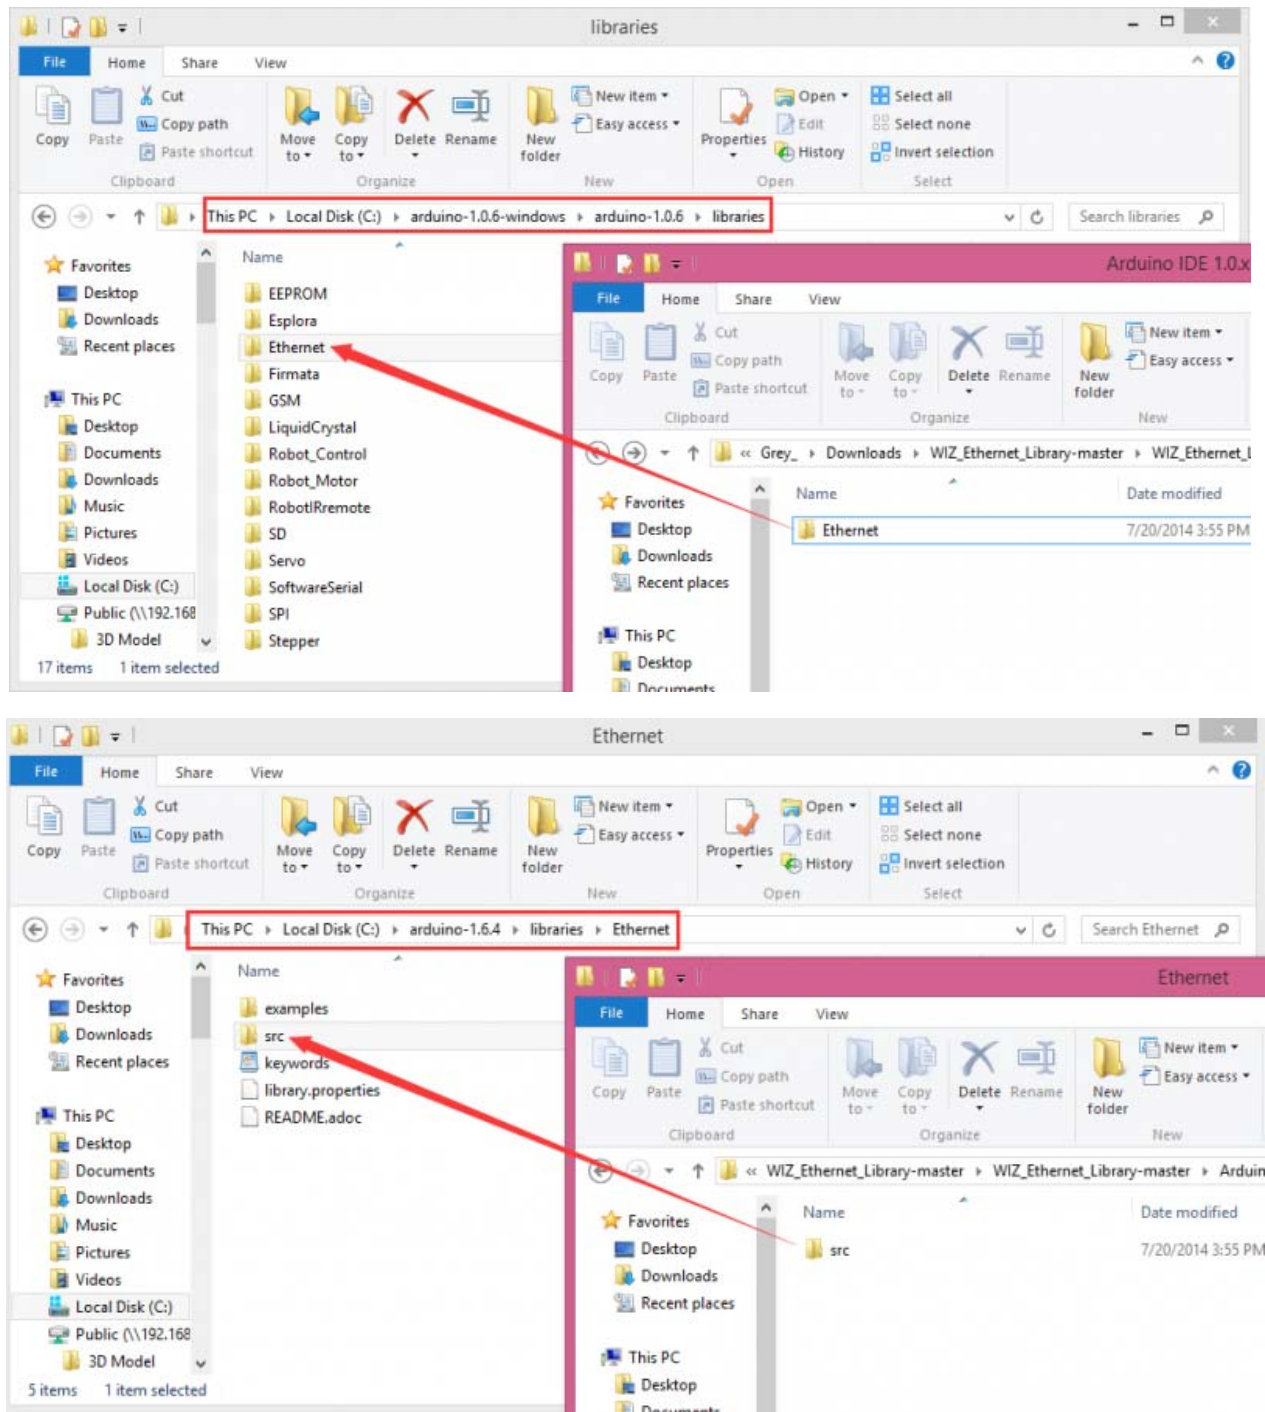 libraries
File Home Share View
Copy Paste Cut Copy path Paste shortcut
Move to Copy to Delete Rename
New folder New item Easy access
Properties Open Edit History
Select all Select none Invert selection
Clipboard Organize New Open Select
This PC Local Disk (C:) arduino-1.0.6-windows arduino-1.0.6 libraries
Search libraries
Favorites
Desktop
Downloads
Recent places
This PC
Desktop
Documents
Downloads
Music
Pictures
Videos
Local Disk (C:)
Public (\\192.168
3D Model
17 items 1 item selected
Name
EEPROM
Esplora
Ethernet
Firmata
GSM
LiquidCrystal
Robot_Control
Robot_Motor
RobotIRremote
SD
Servo
SoftwareSerial
SPI
Stepper
Arduino IDE 1.0.x
File Home Share View
Copy Paste Cut Copy path Paste shortcut
Move to Copy to Delete Rename
New folder New item Easy access
Clipboard Organize New
« Grey_ Downloads WIZ_Ethernet_Library-master WIZ_Ethernet_L
Favorites
Desktop
Downloads
Recent places
This PC
Desktop
Documents
Name Date modified
Ethernet 7/20/2014 3:55 PM
Ethernet
File Home Share View
Copy Paste Cut Copy path Paste shortcut
Move to Copy to Delete Rename
New folder New item Easy access
Properties Open Edit History
Select all Select none Invert selection
Clipboard Organize New Open Select
This PC Local Disk (C:) arduino-1.6.4 libraries Ethernet
Search Ethernet
Favorites
Desktop
Downloads
Recent places
This PC
Desktop
Documents
Downloads
Music
Pictures
Videos
Local Disk (C:)
Public (\\192.168
3D Model
5 items 1 item selected
Name
examples
src
keywords
library.properties
README.adoc
Ethernet
File Home Share View
Copy Paste Cut Copy path Paste shortcut
Move to Copy to Delete Rename
New folder New item Easy access
Clipboard Organize New
« WIZ_Ethernet_Library-master WIZ_Ethernet_Library-master Arduin
Favorites
Desktop
Downloads
Recent places
This PC
Desktop
Documents
Name Date modified
src 7/20/2014 3:55 PM